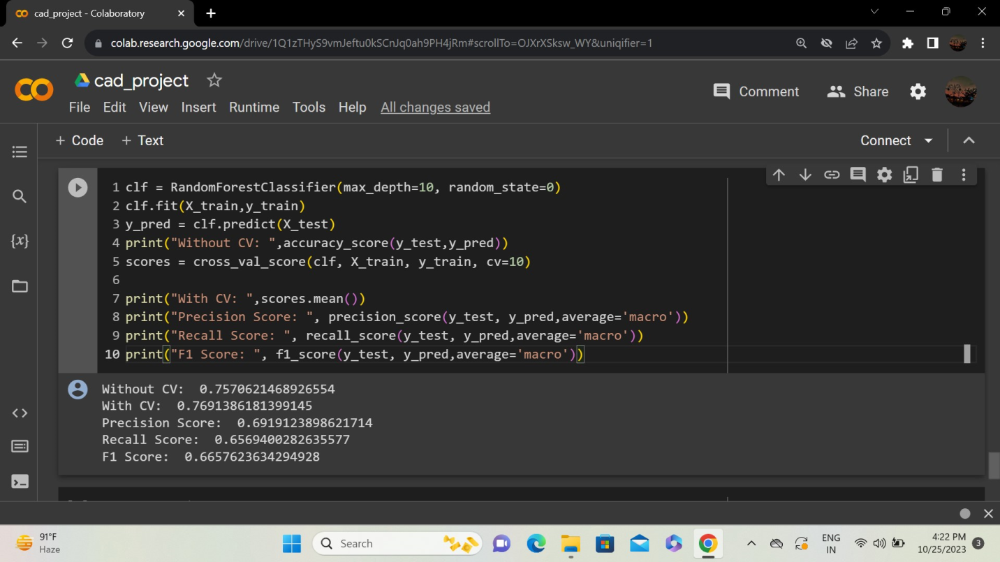 cad_project - Colaboratory
colab.research.google.com/drive/1Q1zTHyS9vmJeftu0kSCnJq0ah9PH4jRm#scrollTo=OJXrXSksw_WY&uniqifier=1
cad_project
Comment Share
File Edit View Insert Runtime Tools Help All changes saved
+ Code + Text Connect
1 clf = RandomForestClassifier(max_depth=10, random_state=0)
2 clf.fit(X_train,y_train)
3 y_pred = clf.predict(X_test)
4 print("Without CV: ",accuracy_score(y_test,y_pred))
5 scores = cross_val_score(clf, X_train, y_train, cv=10)
6
7 print("With CV: ",scores.mean())
8 print("Precision Score: ", precision_score(y_test, y_pred,average='macro'))
9 print("Recall Score: ", recall_score(y_test, y_pred,average='macro'))
10 print("F1 Score: ", f1_score(y_test, y_pred,average='macro'))
Without CV:  0.7570621468926554
With CV:  0.7691386181399145
Precision Score:  0.6919123898621714
Recall Score:  0.6569400282635577
F1 Score:  0.6657623634294928
91°F
Haze
Search
ENG
IN
4:22 PM
10/25/2023
3